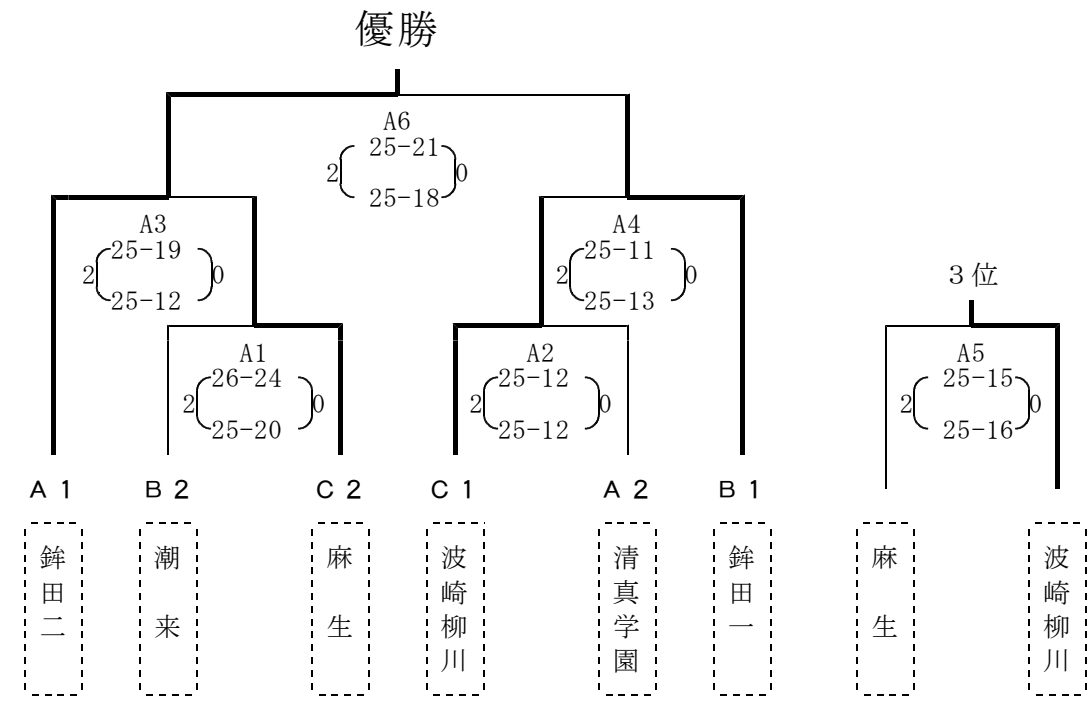 優勝
A6
25-21
2 0
25-18
A3
25-19
2 0
25-12
A4
25-11
2 0
25-13
3位
A1
26-24
2 0
25-20
A2
25-12
2 0
25-12
A5
25-15
2 0
25-16
A1 B2 C2 C1 A2 B1
鉾田二
潮来
麻生
波崎柳川
清真学園
鉾田一
麻生
波崎柳川